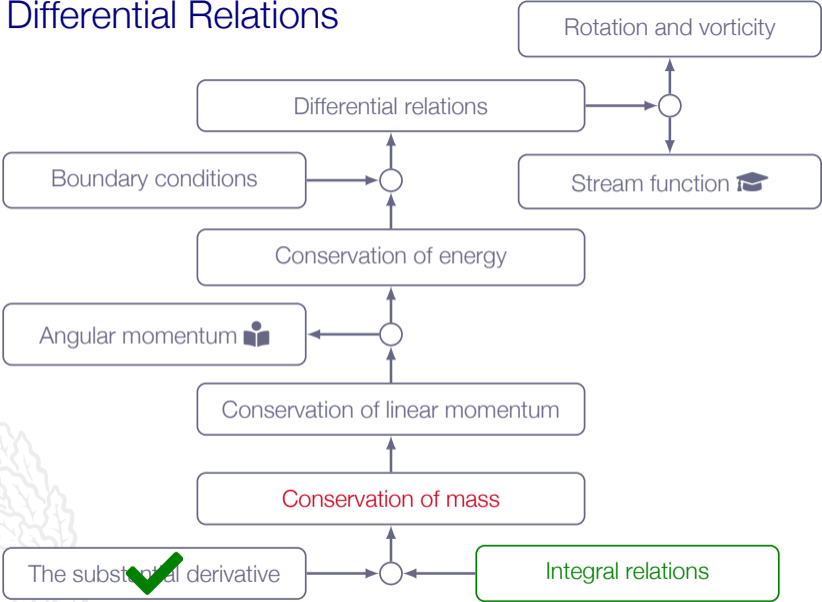 Differential Relations
Rotation and vorticity
Differential relations
Boundary conditions
Stream function
Conservation of energy
Angular momentum
Conservation of linear momentum
Conservation of mass
The substantial derivative
Integral relations